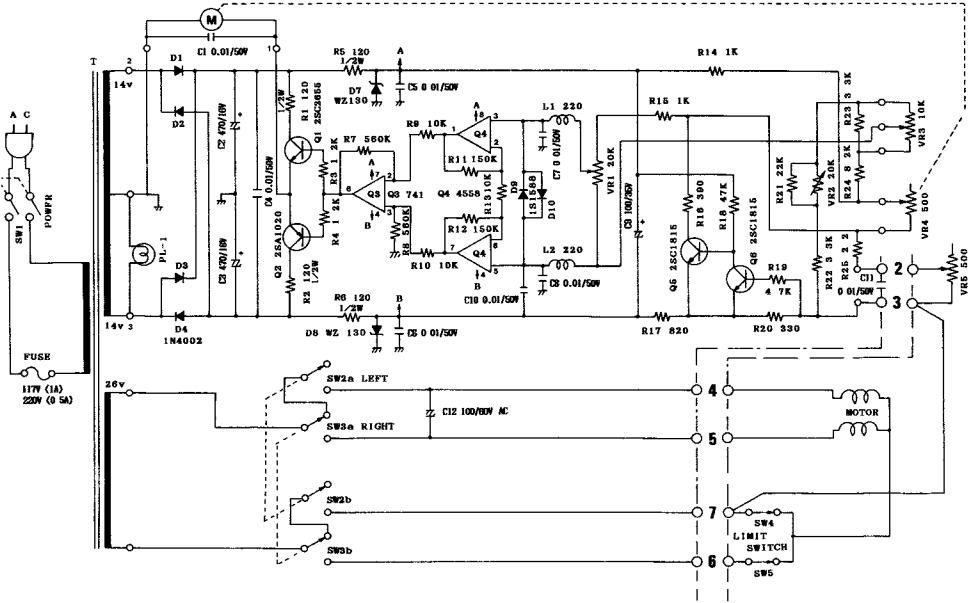 M
C1 0.01/50V
1
3
T
2
14v
D1
D2
R5 120
1/2W
D7
WZ130
A
C5 0 01/50V
R14 1K
A C
POWER
SW1
PL-1
C2 470/16V
C3 470/16V
C4 0.01/50V
R1 120
1/2W
Q1 2SC2655
R3 1 2K
R4 1 2K
Q2 2SA1020
R2 120
1/2W
R7 560K
A
7
2
6
Q3 741
3
4
B
R8 560K
R9 10K
R10 10K
A
8
3
1
Q4
2
R11 150K
Q4 4558
R13 10K
R12 150K
7
Q4
6
5
4
B
D9
1S1588
D10
L1 220
C7 0 01/50V
L2 220
C8 0 01/50V
C10 0.01/50V
VR1 20K
R15 1K
R16 390
R18 47K
Q5 2SC1815
Q6 2SC1815
R19
4 7K
R17 820
R20 330
R21 22K
VR2 20K
R22 3 3K
R23 3 3K
R24 8 2K
VR3 10K
VR4 500
R25 2 2
C11
0 01/50V
2
3
VR5 500
D3
D4
1N4002
14v
3
R6 120
1/2W
D8 WZ 130
B
C6 0 01/50V
FUSE
117V (1A)
220V (0 5A)
26v
SW2a LEFT
SW3a RIGHT
C12 100/60V AC
4
5
MOTOR
SW2b
SW3b
7
6
SW4
LIMIT
SWITCH
SW5